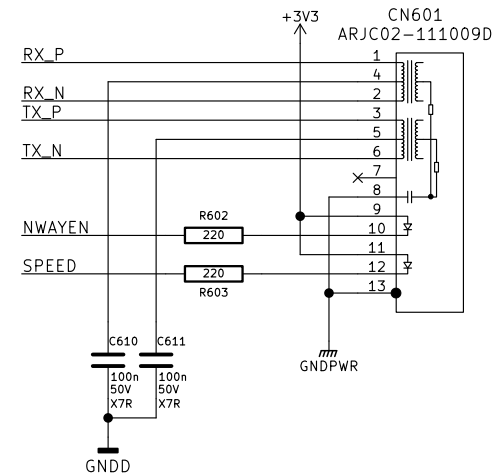 +3V3
CN601
ARJC02-111009D
RX_P
1
4
RX_N
2
TX_P
3
5
TX_N
6
7
8
9
R602
NWAYEN
220
10
11
SPEED
220
12
R603
13
GNDPWR
C610
C611
100n
100n
50V
50V
X7R
X7R
GNDD